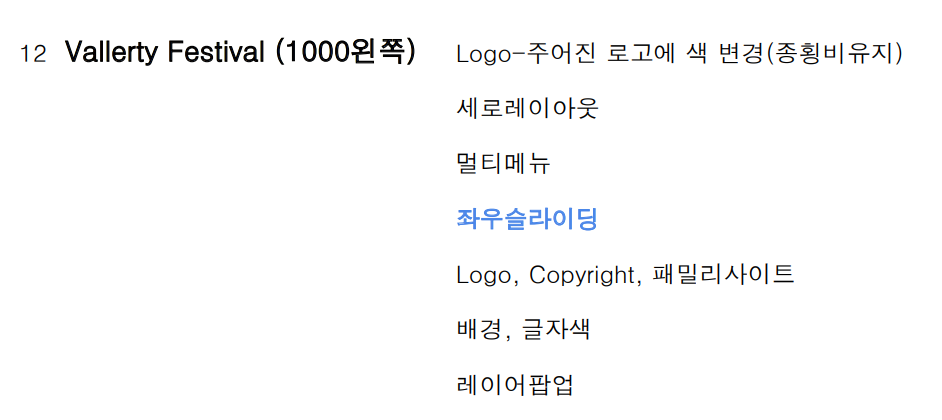 12 Vallerty Festival (1000왼쪽) Logo-주어진 로고에 색 변경(종횡비유지)
세로레이아웃
멀티메뉴
좌우슬라이딩
Logo, Copyright, 패밀리사이트
배경, 글자색
레이어팝업